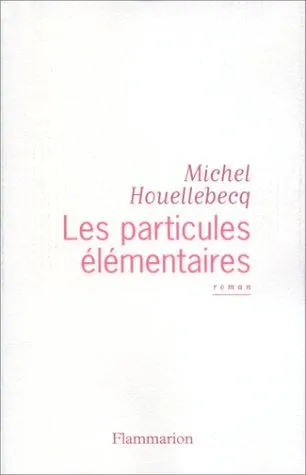 Michel
Houellebecq
Les particules
élémentaires
roman
Flammarion